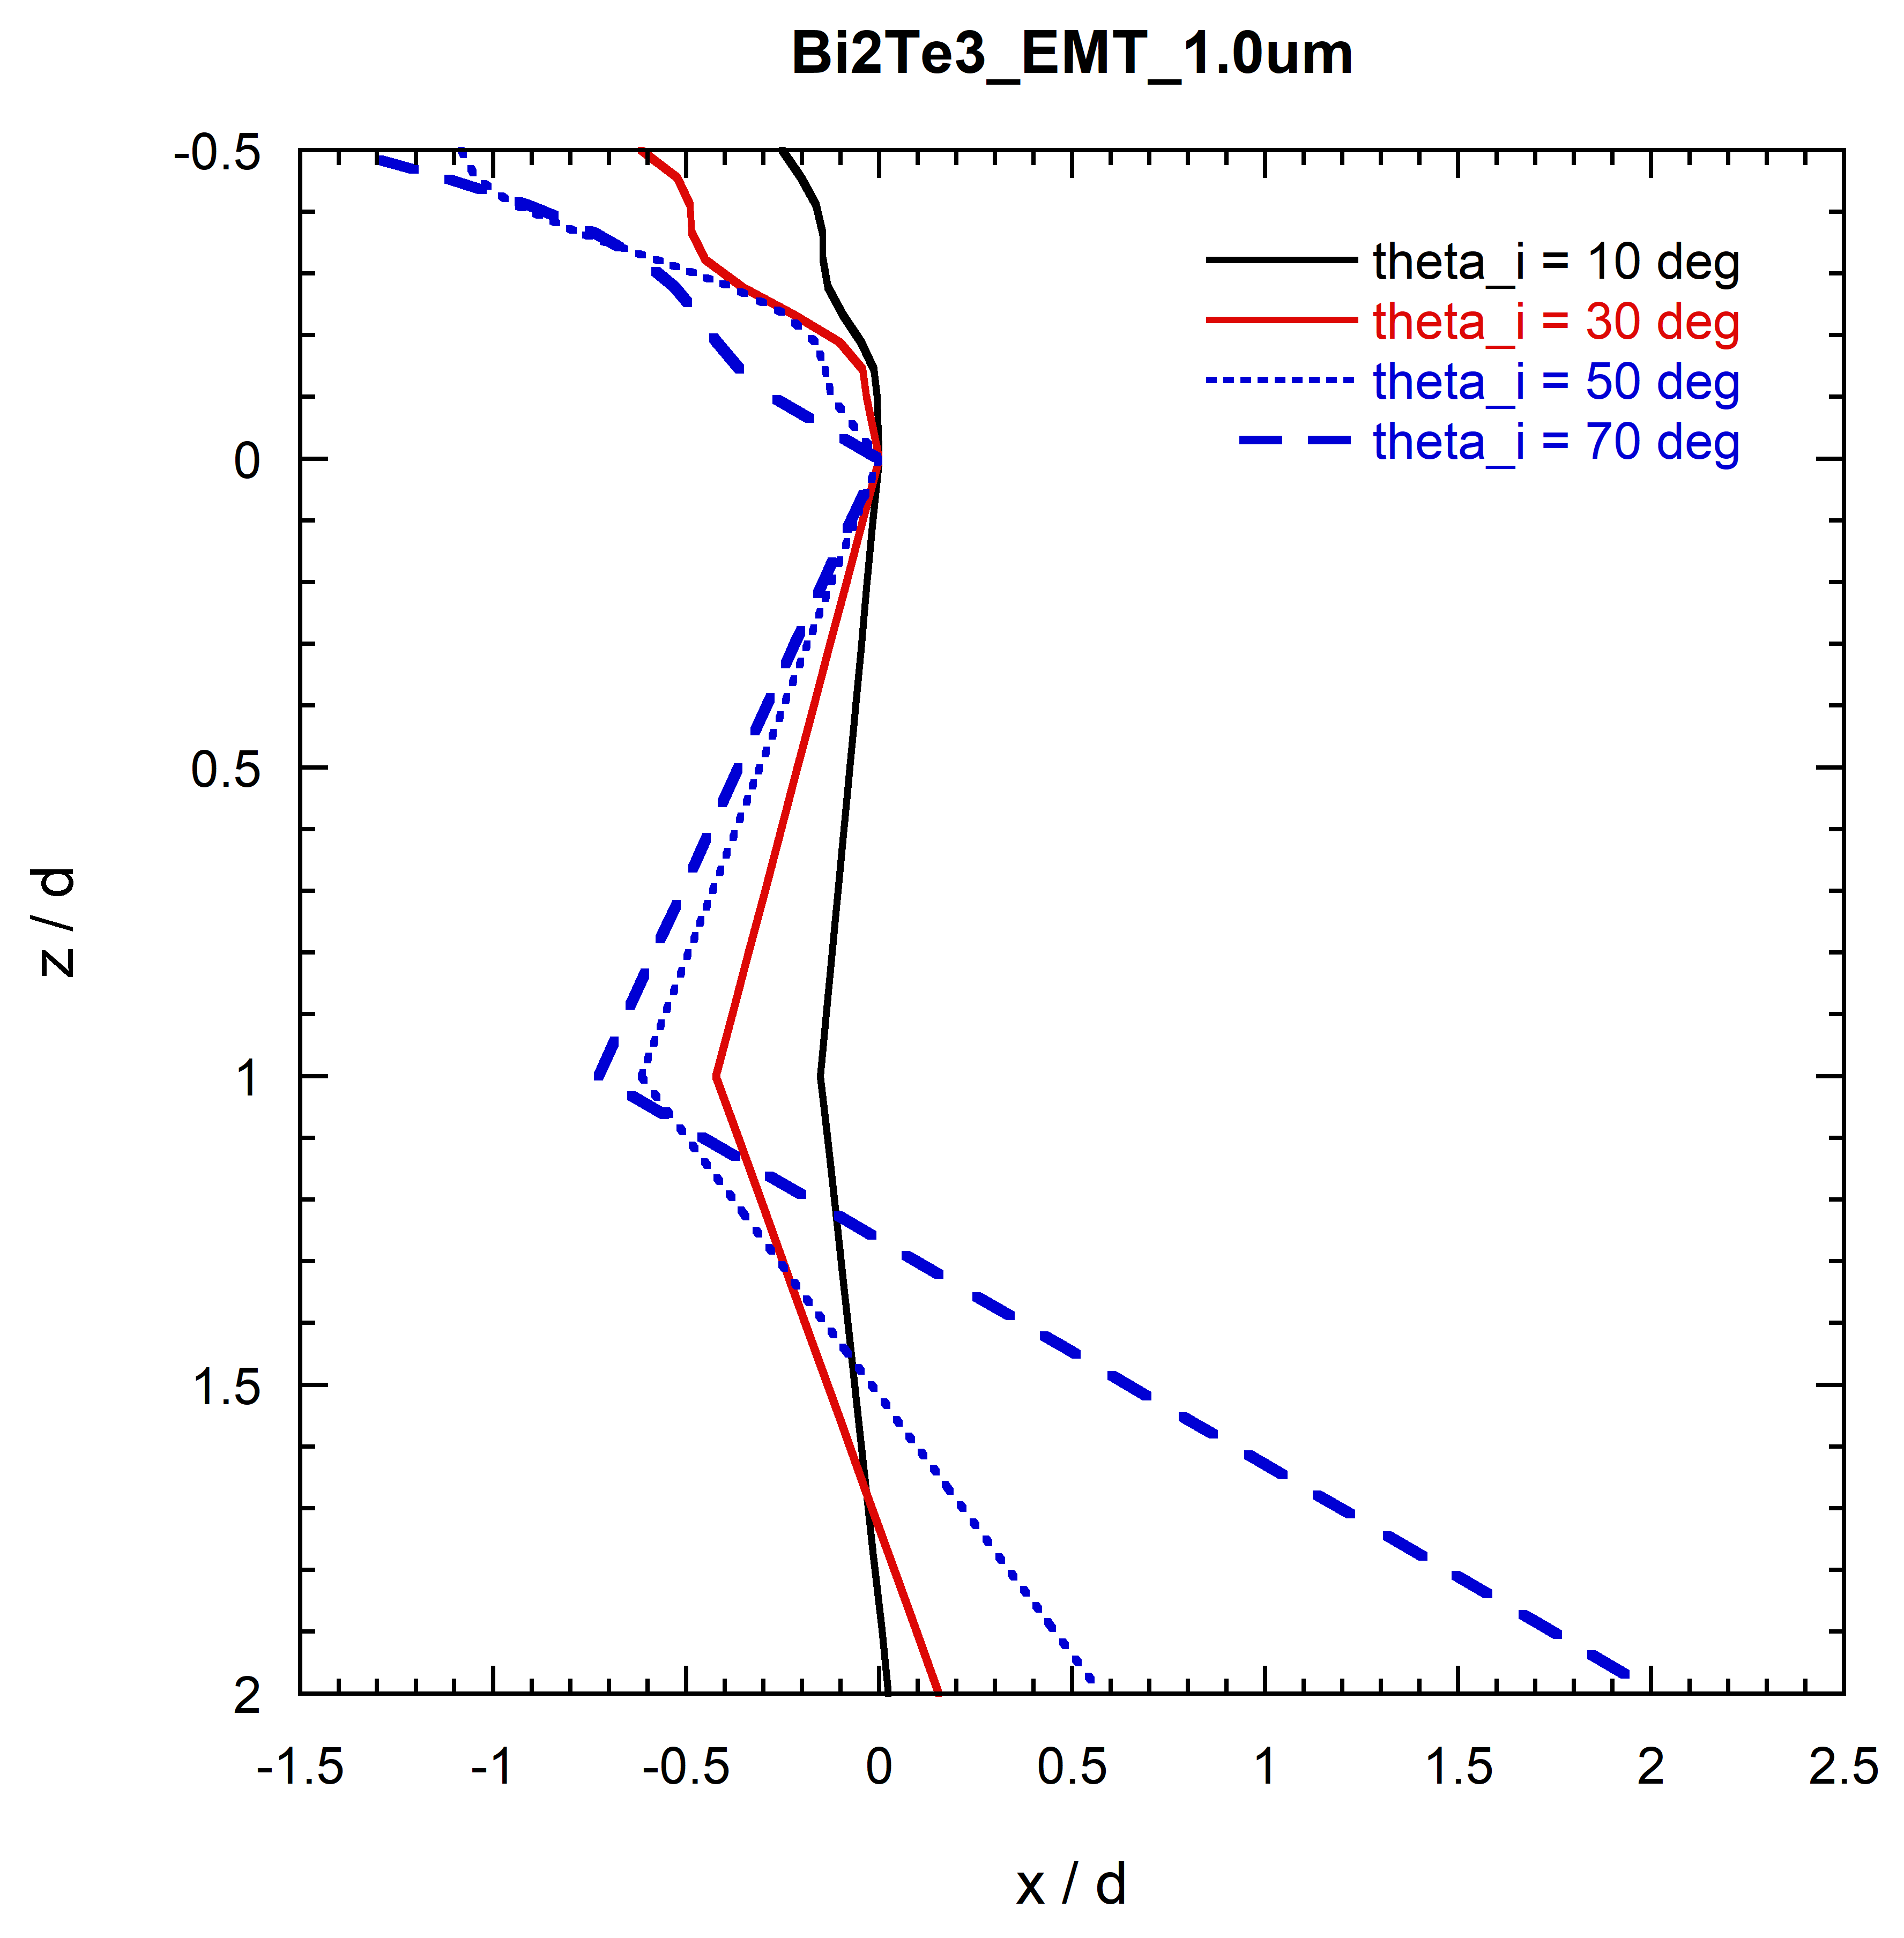 Bi2Te3_EMT_1.0um
-0.5
theta_i = 10 deg
theta_i = 30 deg
theta_i = 50 deg
theta_i = 70 deg
0
0.5
z / d
1
1.5
2
-1.5 -1 -0.5 0 0.5 1 1.5 2 2.5
x / d